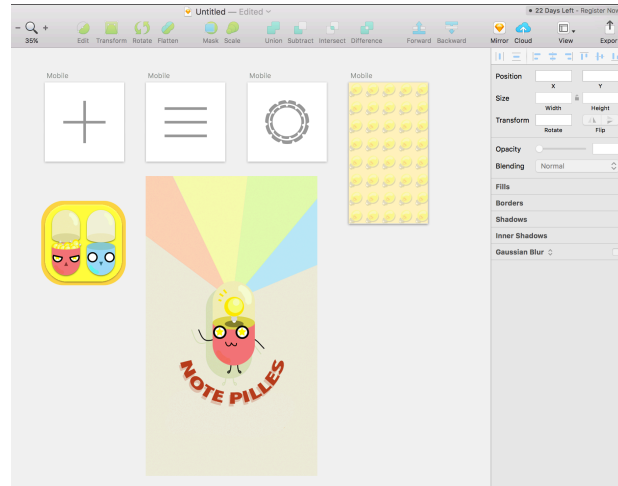 Untitled — Edited
22 Days Left - Register Now
- +
35%
Edit Transform Rotate Flatten Mask Scale Union Subtract Intersect Difference Forward Backward Mirror Cloud View Export
Mobile Mobile Mobile Mobile
NOTE PILLES
Position
X Y
Size
Width Height
Transform
Rotate Flip
Opacity
Blending Normal
Fills
Borders
Shadows
Inner Shadows
Gaussian Blur